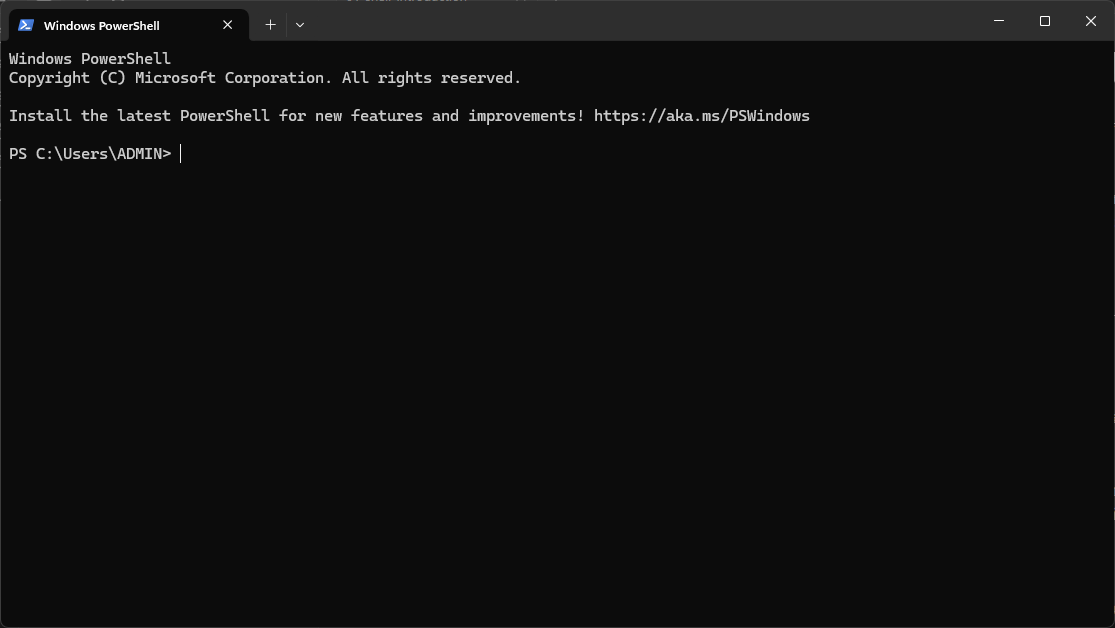 Windows PowerShell
Windows PowerShell
Copyright (C) Microsoft Corporation. All rights reserved.
Install the latest PowerShell for new features and improvements! https://aka.ms/PSWindows
PS C:\Users\ADMIN>